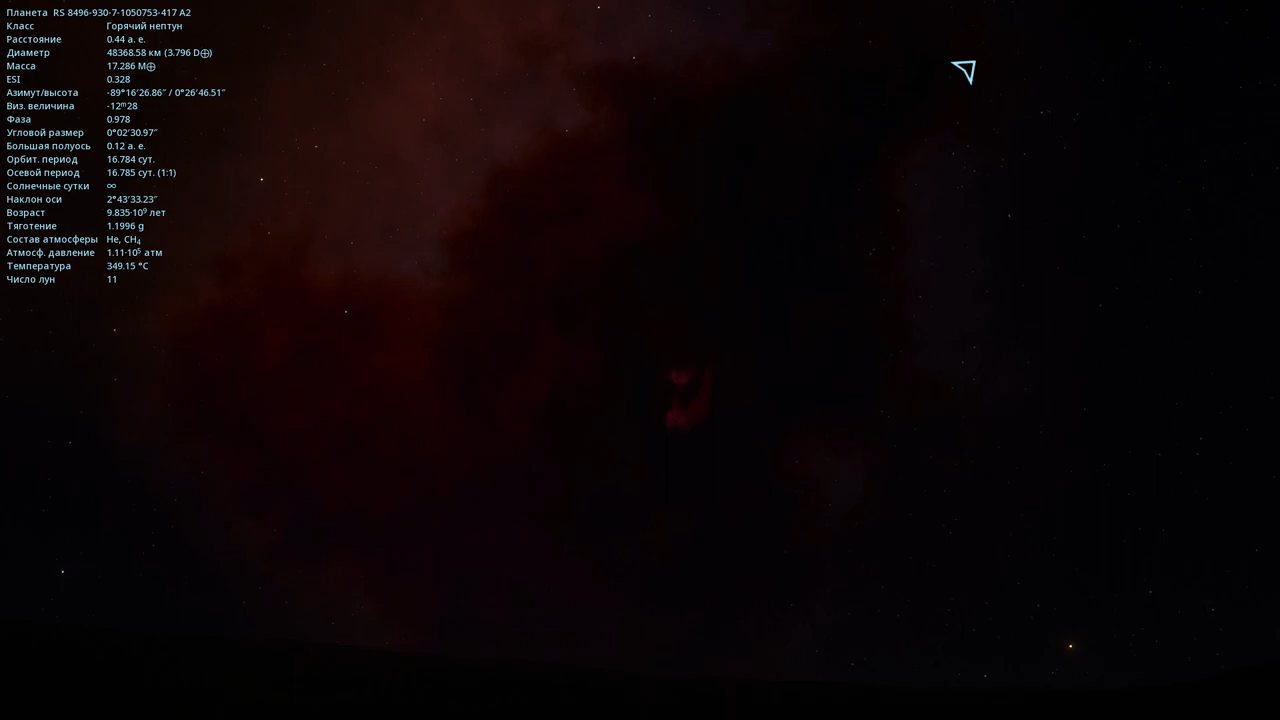 Планета RS 8496-930-7-1050753-417 A2
Класс Горячий нептун
Расстояние 0.44 а. е.
Диаметр 48368.58 км (3.796 D⊕)
Масса 17.286 M⊕
ESI 0.328
Азимут/высота -89°16′26.86″ / 0°26′46.51″
Виз. величина -12ᵐ28
Фаза 0.978
Угловой размер 0°02′30.97″
Большая полуось 0.12 а. е.
Орбит. период 16.784 сут.
Осевой период 16.785 сут. (1:1)
Солнечные сутки ∞
Наклон оси 2°43′33.23″
Возраст 9.835·10⁹ лет
Тяготение 1.1996 g
Состав атмосферы He, CH₄
Атмосф. давление 1.11·10⁵ атм
Температура 349.15 °C
Число лун 11